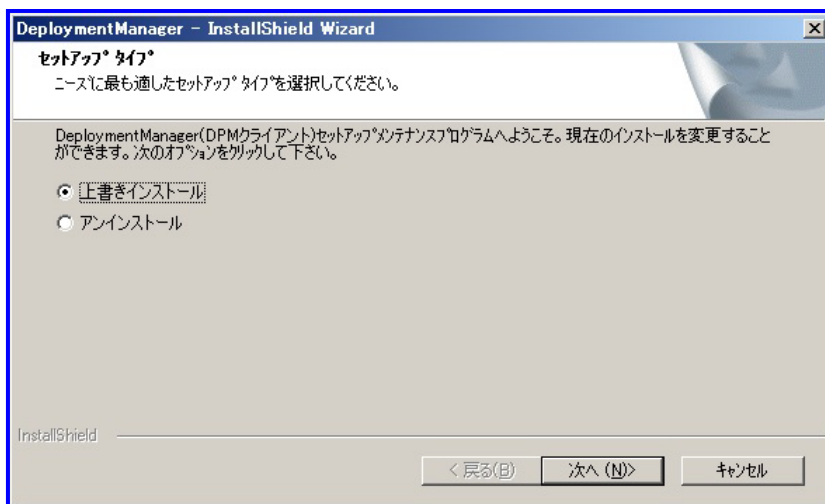 DeploymentManager - InstallShield Wizard
セットアップ タイプ
ニーズに最も適したセットアップ タイプを選択してください。
DeploymentManager(DPMクライアント)セットアップメンテナンスプログラムへようこそ。現在のインストールを変更すること
ができます。次のオプションをクリックして下さい。
上書きインストール
アンインストール
InstallShield
< 戻る(B)
次へ (N)>
キャンセル